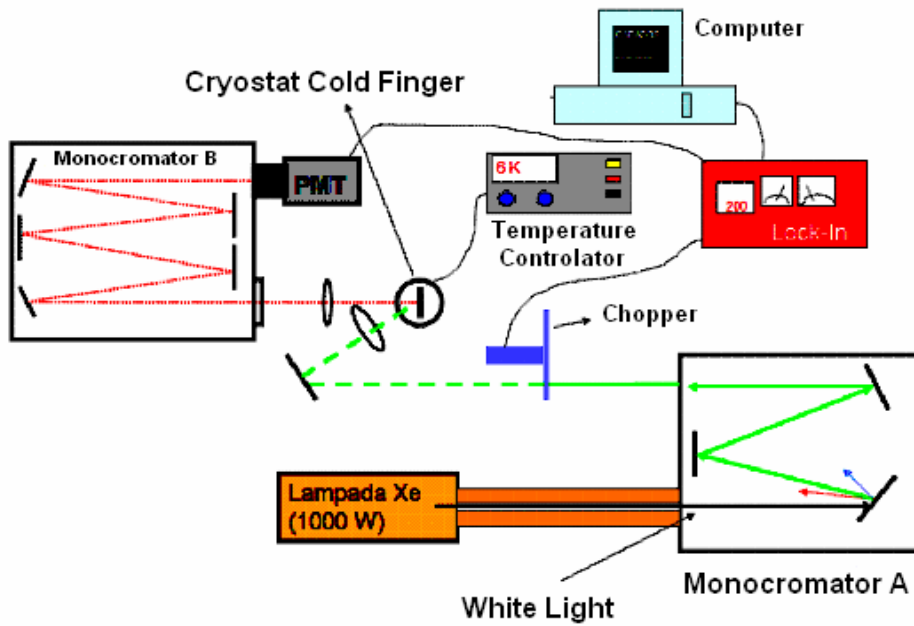 Computer
Cryostat Cold Finger
Monocromator B
PMT
6K
Temperature
Controlator
200
Lock-In
Chopper
Lampada Xe
(1000 W)
White Light
Monocromator A